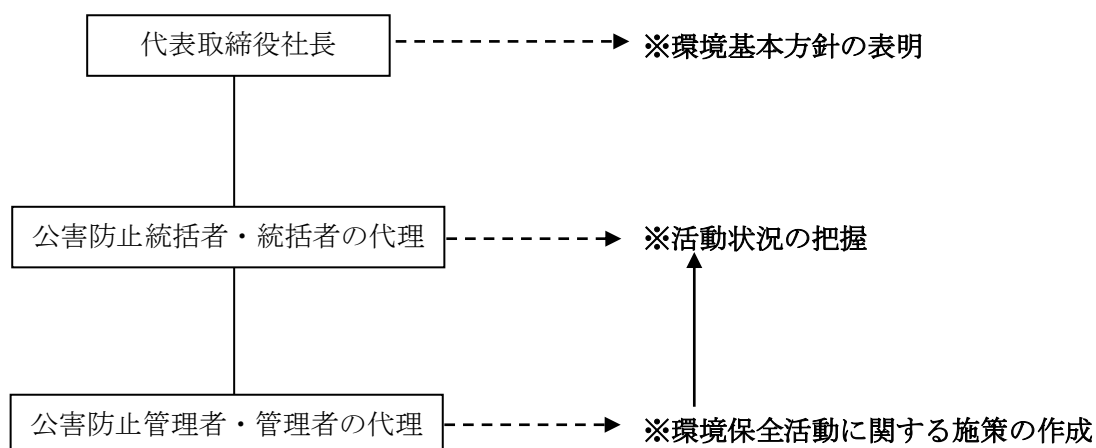 代表取締役社長
※環境基本方針の表明
公害防止統括者・統括者の代理
※活動状況の把握
公害防止管理者・管理者の代理
※環境保全活動に関する施策の作成